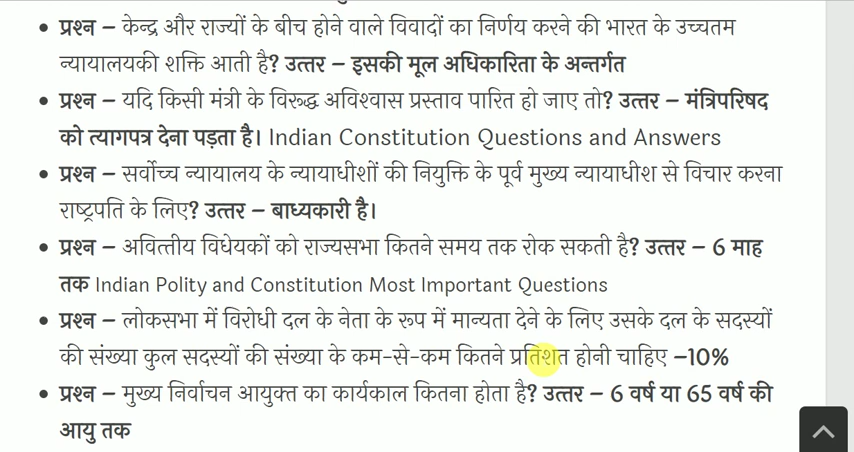 • प्रश्न – केन्द्र और राज्यों के बीच होने वाले विवादों का निर्णय करने की भारत के उच्चतम
न्यायालयकी शक्ति आती है? उत्तर – इसकी मूल अधिकारिता के अन्तर्गत
• प्रश्न – यदि किसी मंत्री के विरूद्ध अविश्वास प्रस्ताव पारित हो जाए तो? उत्तर – मंत्रिपरिषद
को त्यागपत्र देना पड़ता है। Indian Constitution Questions and Answers
• प्रश्न – सर्वोच्च न्यायालय के न्यायाधीशों की नियुक्ति के पूर्व मुख्य न्यायाधीश से विचार करना
राष्ट्रपति के लिए? उत्तर – बाध्यकारी है।
• प्रश्न – अवित्तीय विधेयकों को राज्यसभा कितने समय तक रोक सकती है? उत्तर – 6 माह
तक Indian Polity and Constitution Most Important Questions
• प्रश्न – लोकसभा में विरोधी दल के नेता के रूप में मान्यता देने के लिए उसके दल के सदस्यों
की संख्या कुल सदस्यों की संख्या के कम-से-कम कितने प्रतिशत होनी चाहिए –10%
• प्रश्न – मुख्य निर्वाचन आयुक्त का कार्यकाल कितना होता है? उत्तर – 6 वर्ष या 65 वर्ष की
आयु तक